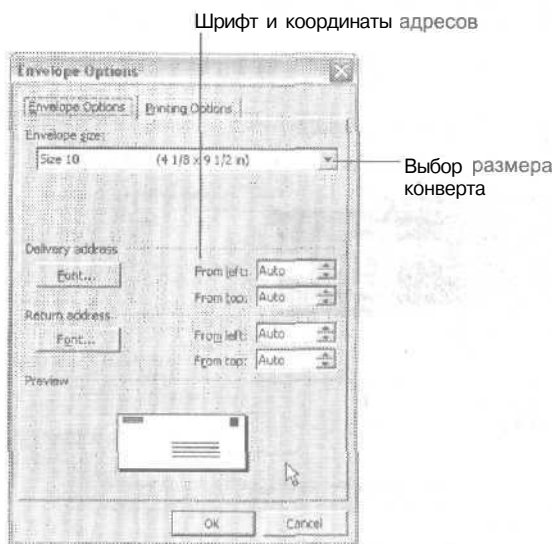 Шрифт и координаты адресов
Envelope Options
Envelope Options Printing Options
Envelope size:
Size 10 (4 1/8 x 9 1/2 in)
Выбор размера
конверта
Delivery address
Font... From left: Auto
From top: Auto
Return address
Font... From left: Auto
From top: Auto
Preview
OK Cancel